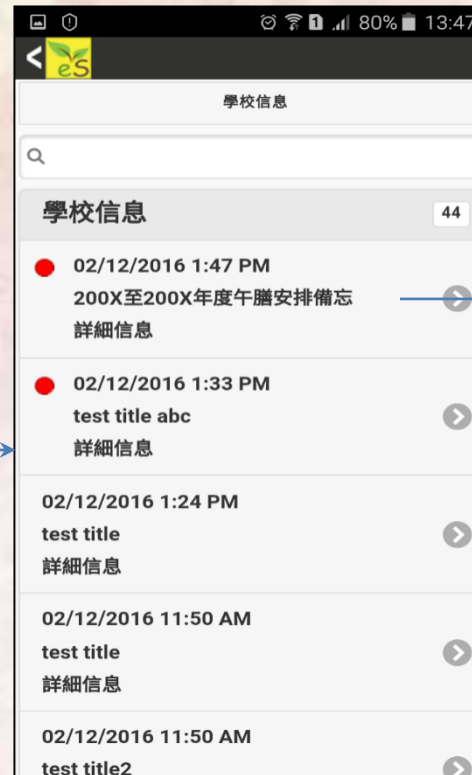 80% 13:47
eS
學校信息
學校信息 44
02/12/2016 1:47 PM
200X至200X年度午膳安排備忘
詳細信息
02/12/2016 1:33 PM
test title abc
詳細信息
02/12/2016 1:24 PM
test title
詳細信息
02/12/2016 11:50 AM
test title
詳細信息
02/12/2016 11:50 AM
test title2